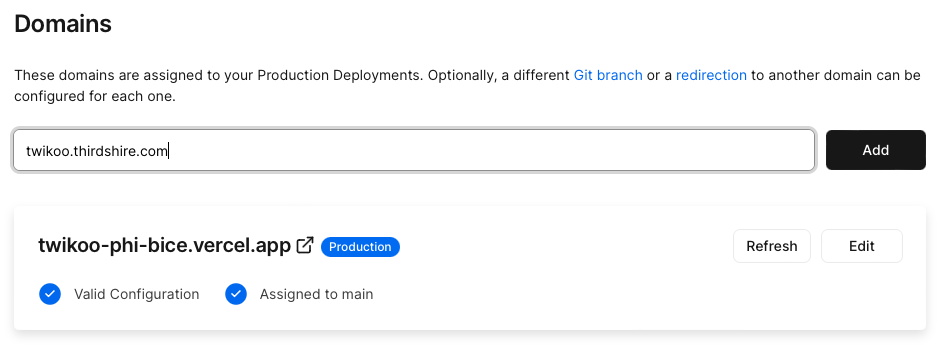 Domains
These domains are assigned to your Production Deployments. Optionally, a different Git branch or a redirection to another domain can be
configured for each one.
twikoo.thirdshire.com
Add
twikoo-phi-bice.vercel.app Production
Refresh
Edit
Valid Configuration
Assigned to main